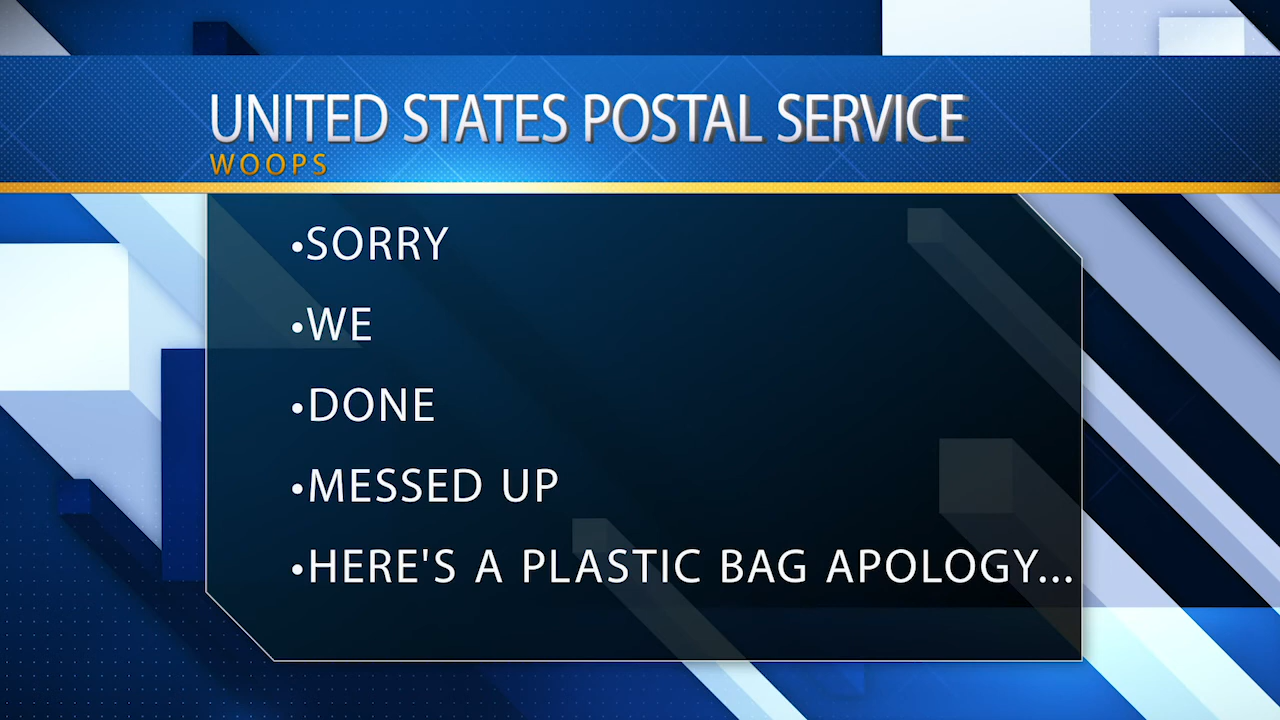 UNITED STATES POSTAL SERVICE
WOOPS
•SORRY
•WE
•DONE
•MESSED UP
•HERE'S A PLASTIC BAG APOLOGY...